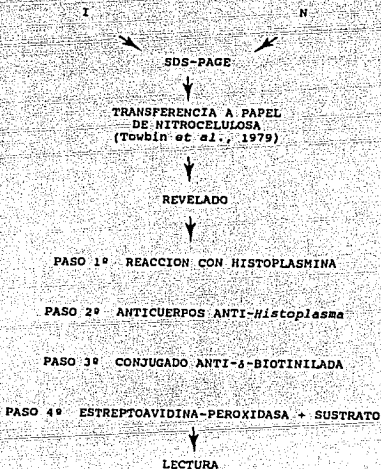 I N
SDS-PAGE
TRANSFERENCIA A PAPEL
DE NITROCELULOSA
(Towbin et al., 1979)
REVELADO
PASO 1º REACCION CON HISTOPLASMINA
PASO 2º ANTICUERPOS ANTI-Histoplasma
PASO 3º CONJUGADO ANTI-δ-BIOTINILADA
PASO 4º ESTREPTOAVIDINA-PEROXIDASA + SUSTRATO
LECTURA